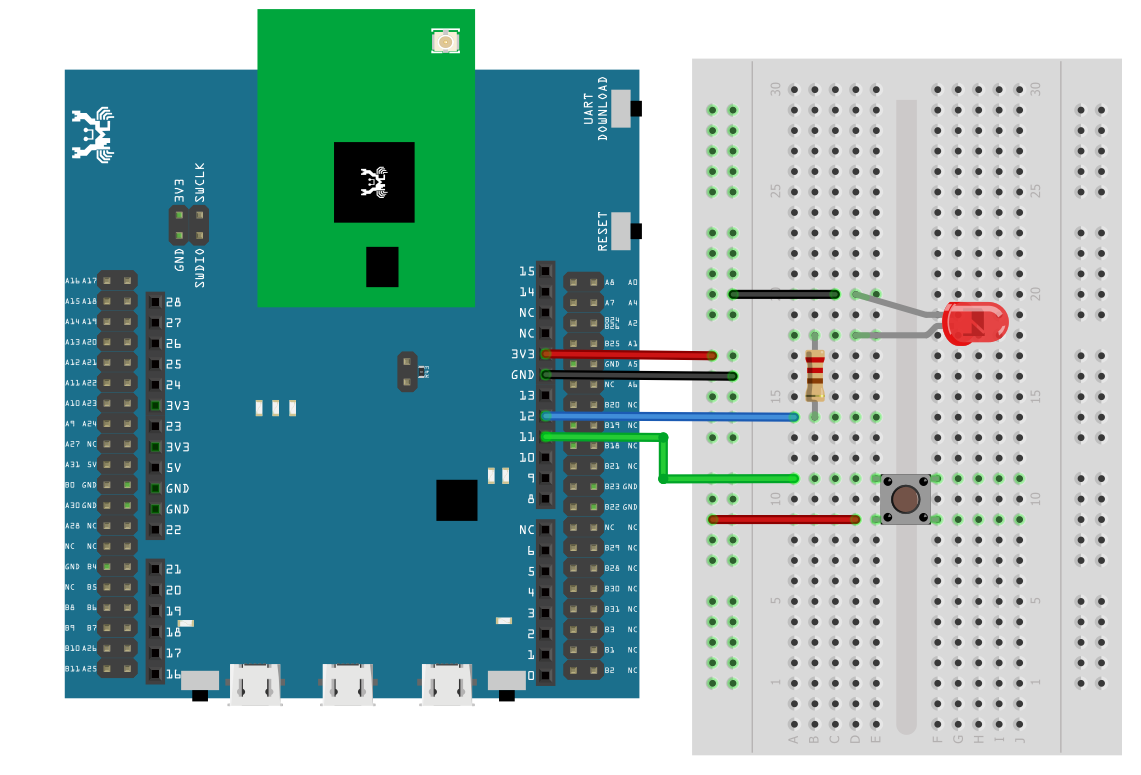 UART
DOWNLOAD
RESET
3V3
SWCLK
GND
SWDIO
A16 A17
A15 A18
A14 A19
A13 A20
A12 A21
A11 A22
A10 A23
A9 A24
A27 NC
A31 5V
B0 GND
A30 GND
A28 NC
NC NC
GND B4
NC B5
B8 B6
B9 B7
B10 A26
B11 A25
28
27
26
25
24
3V3
23
3V3
5V
GND
GND
22
21
20
19
18
17
16
15
14
NC
NC
3V3
GND
13
12
11
10
9
8
NC
6
5
4
3
2
1
0
A8 A0
A7 A4
B24
B26 A2
B25 A1
GND A5
NC A6
B20 NC
B19 NC
B18 NC
B21 NC
B23 GND
B22 GND
NC NC
B29 NC
B28 NC
B30 NC
B31 NC
B3 NC
B1 NC
B2 NC
30 30
25 25
20 20
15 15
10 10
5 5
1 1
A B C D E F G H I J